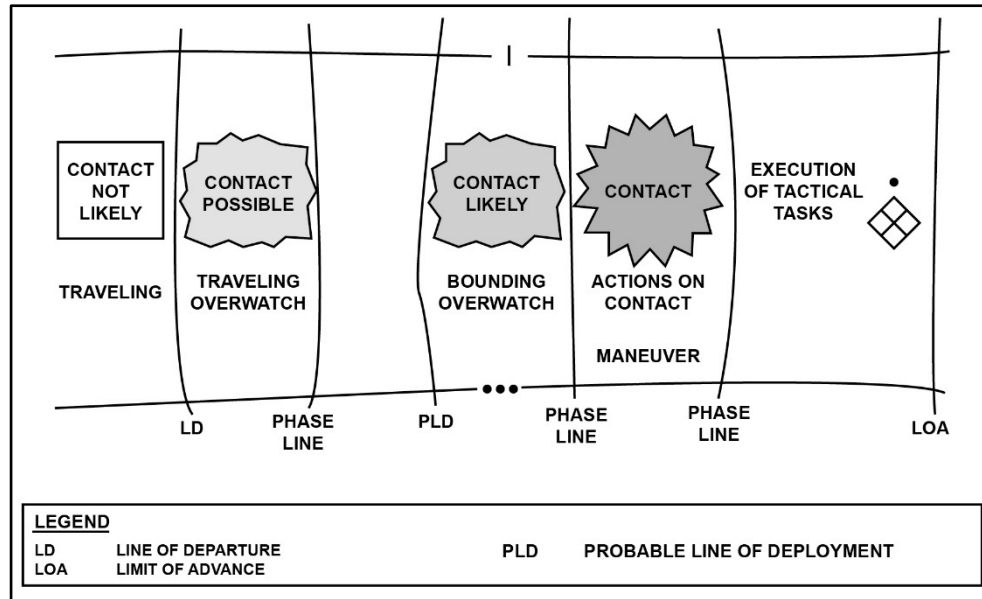 CONTACT
NOT
LIKELY
TRAVELING
CONTACT
POSSIBLE
TRAVELING
OVERWATCH
CONTACT
LIKELY
BOUNDING
OVERWATCH
CONTACT
ACTIONS ON
CONTACT
MANEUVER
EXECUTION
OF TACTICAL
TASKS
LD
PHASE
LINE
PLD
PHASE
LINE
PHASE
LINE
LOA
LEGEND
LD LINE OF DEPARTURE
LOA LIMIT OF ADVANCE
PLD PROBABLE LINE OF DEPLOYMENT